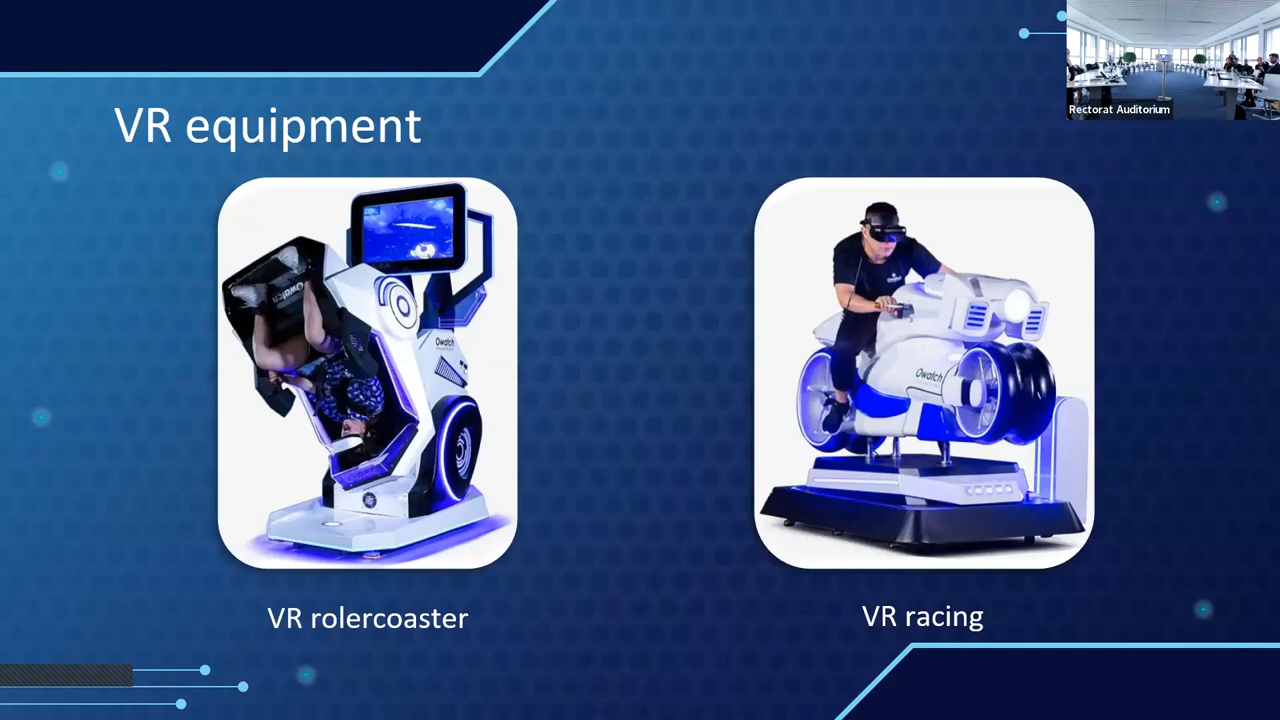 Rectorat Auditorium
VR equipment
Owatch
Owatch
Owatch
VR rolercoaster
VR racing